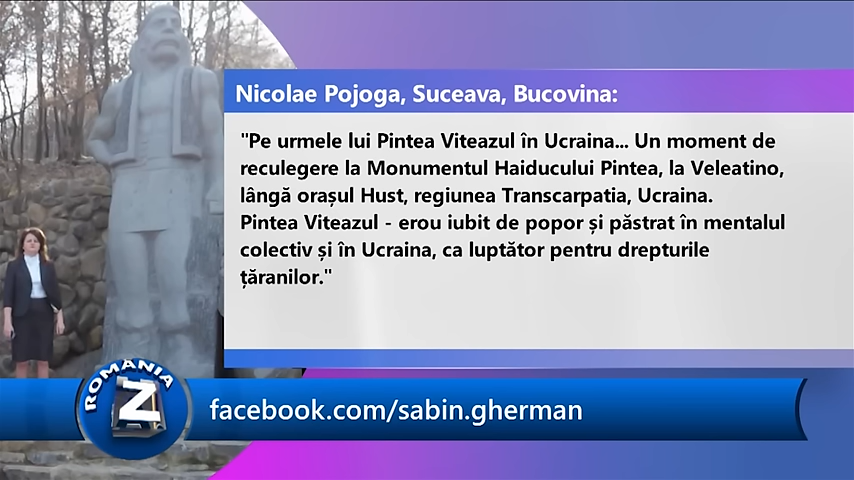 Nicolae Pojoga, Suceava, Bucovina:
"Pe urmele lui Pintea Viteazul în Ucraina... Un moment de
reculegere la Monumentul Haiducului Pintea, la Veleatino,
lângă orașul Hust, regiunea Transcarpatia, Ucraina.
Pintea Viteazul - erou iubit de popor și păstrat în mentalul
colectiv și în Ucraina, ca luptător pentru drepturile
țăranilor."
ROMANIA
Z
facebook.com/sabin.gherman